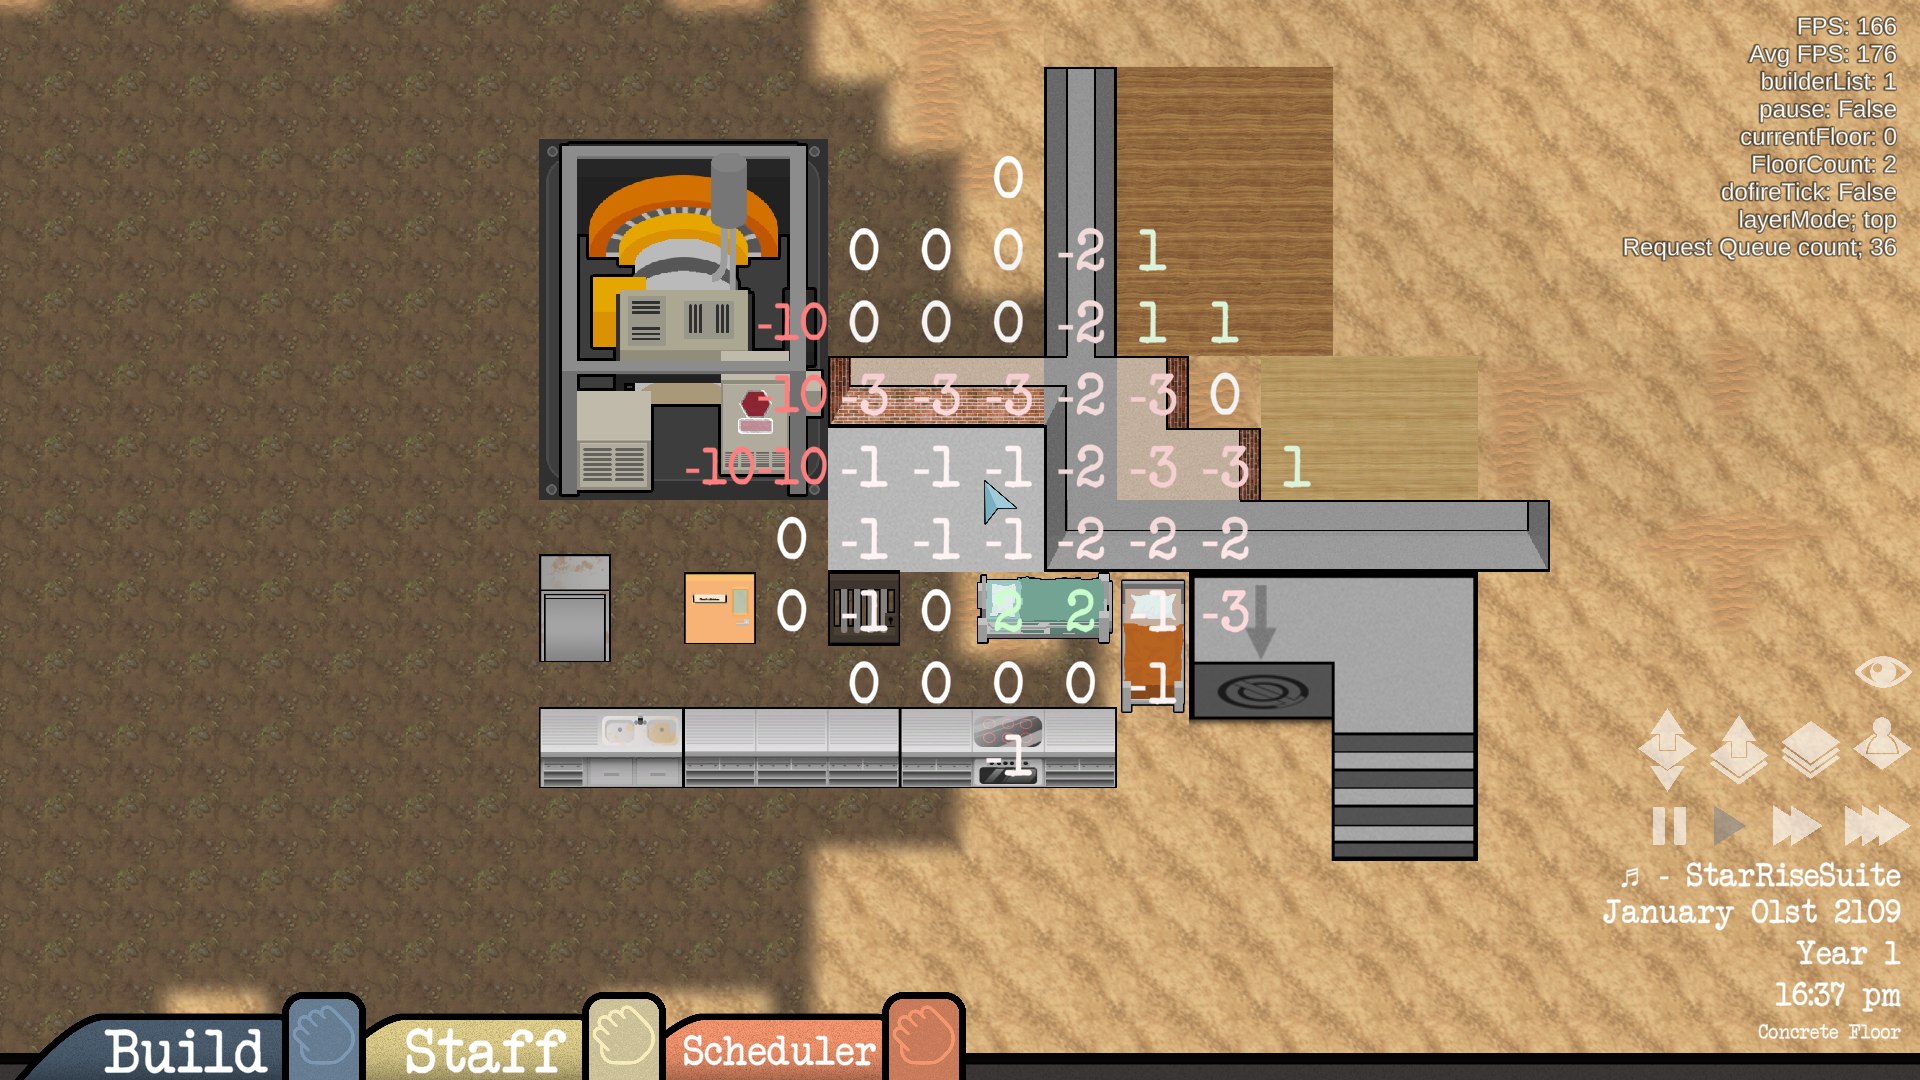 FPS: 166
Avg FPS: 176
builderList: 1
pause: False
currentFloor: 0
FloorCount: 2
dofireTick: False
layerMode; top
Request Queue count; 36
0
0 0 0 -2 1
-10 0 0 0 -2 1 1
-10 -3 -3 -3 -2 -3 0
-10 -10 -1 -1 -1 -2 -3 -3 1
0 -1 -1 -1 -2 -2 -2
0 -1 0 2 2 -1 -3
0 0 0 0 -1
-1
♬ - StarRiseSuite
January 01st 2109
Year 1
16:37 pm
Concrete Floor
Build
Staff
Scheduler